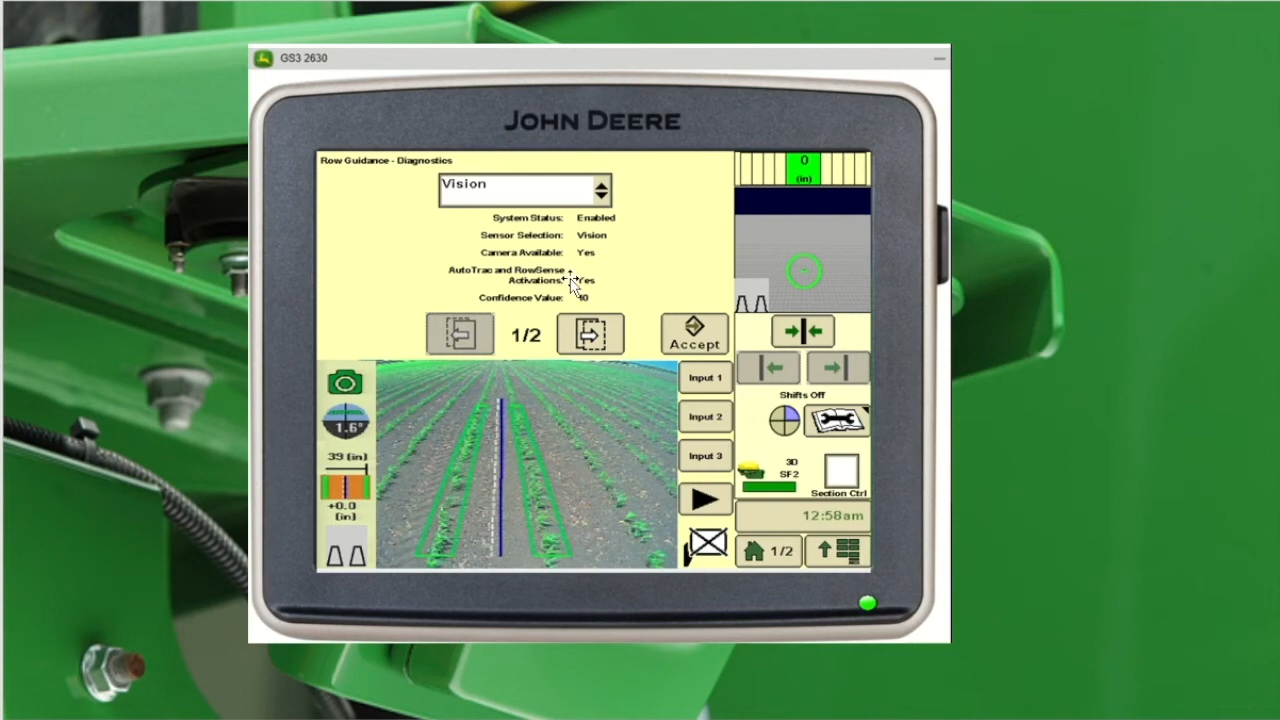 GS3 2630
JOHN DEERE
Row Guidance - Diagnostics
Vision
System Status: Enabled
Sensor Selection: Vision
Camera Available: Yes
AutoTrac and RowSense
Activations: Yes
Confidence Value: 40
1/2
Accept
0
(in)
Shifts Off
3D
SF2
Section Ctrl
12:58am
1/2
1.6°
39 (in)
+0.0
(in)
Input 1
Input 2
Input 3